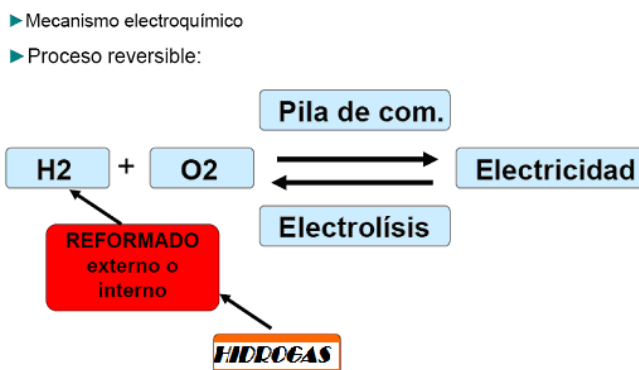 ►Mecanismo electroquímico
►Proceso reversible:
Pila de com.
H2 + O2 Electricidad
Electrolísis
REFORMADO
externo o
interno
HIDROGAS